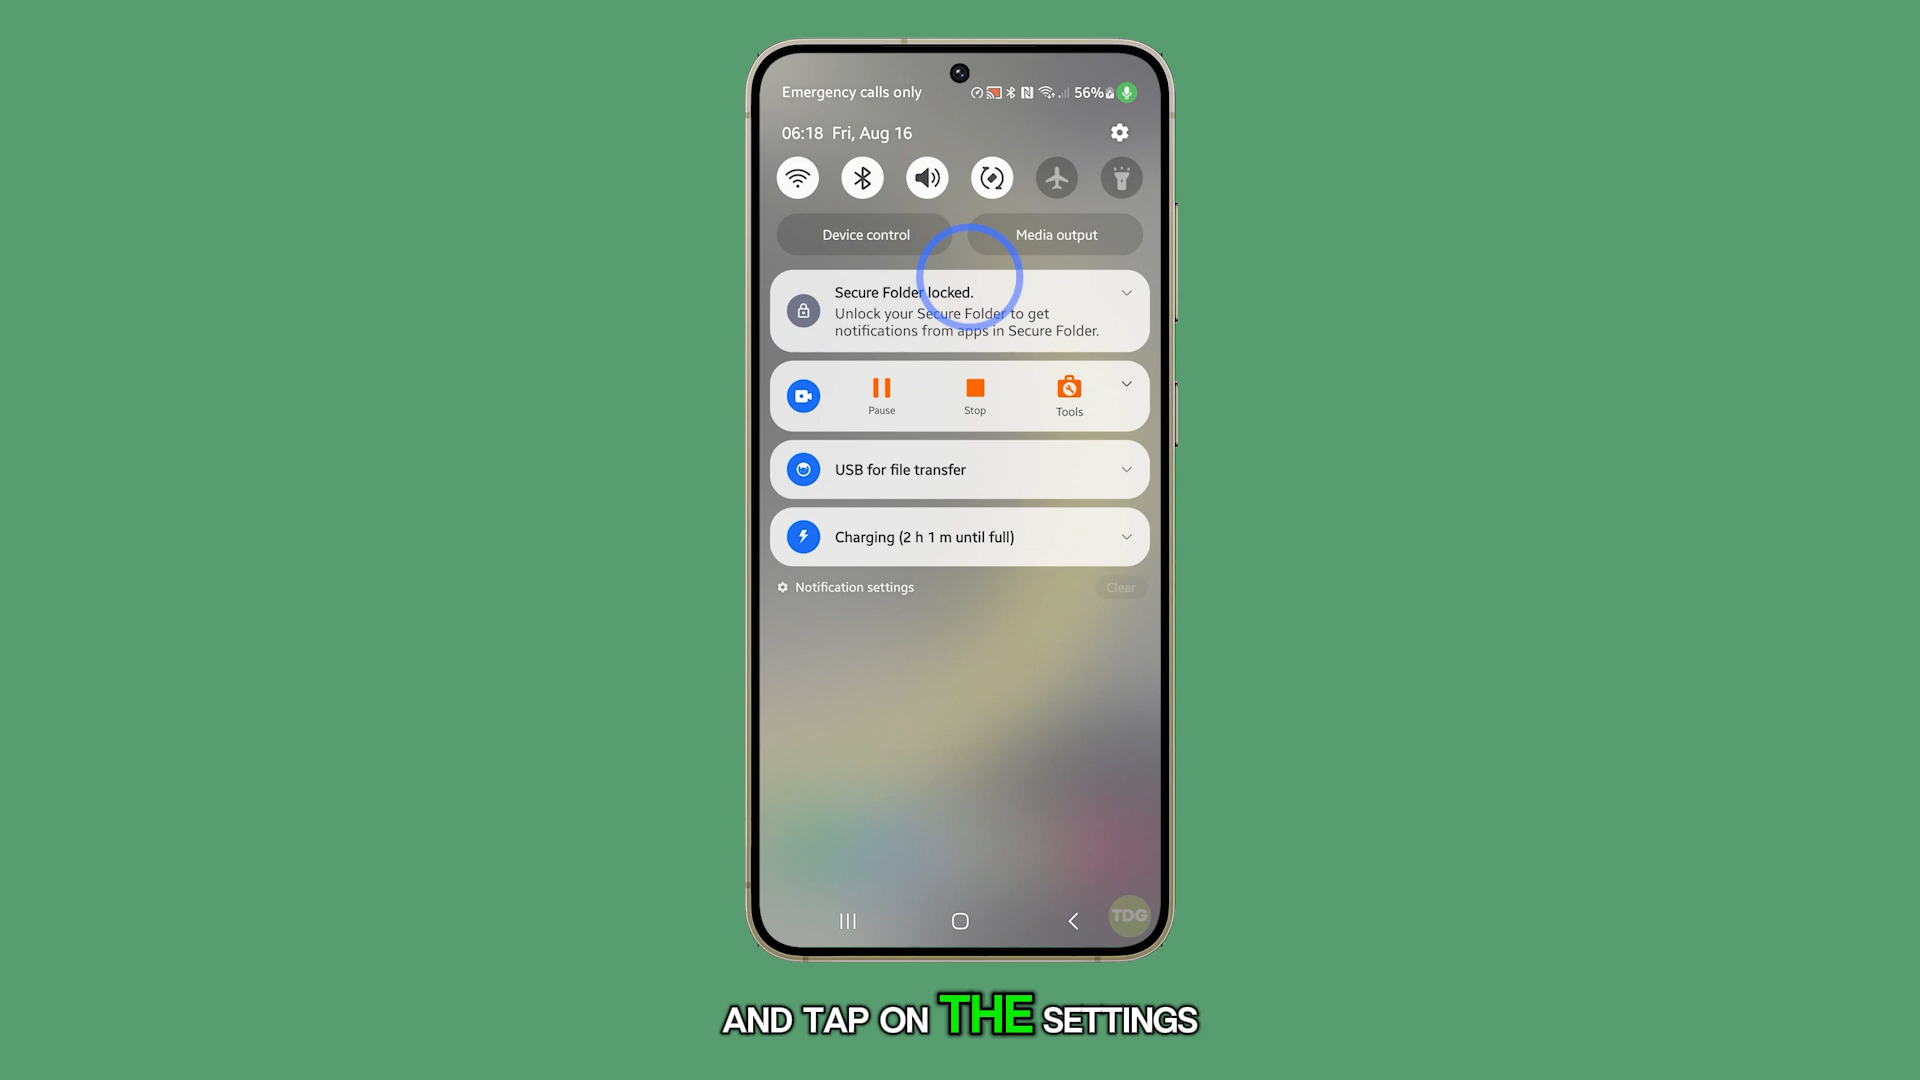 Emergency calls only 56%
06:18 Fri, Aug 16
Device control Media output
Secure Folder locked.
Unlock your Secure Folder to get
notifications from apps in Secure Folder.
Pause Stop Tools
USB for file transfer
Charging (2 h 1 m until full)
Notification settings Clear
TDG
AND TAP ON THE SETTINGS